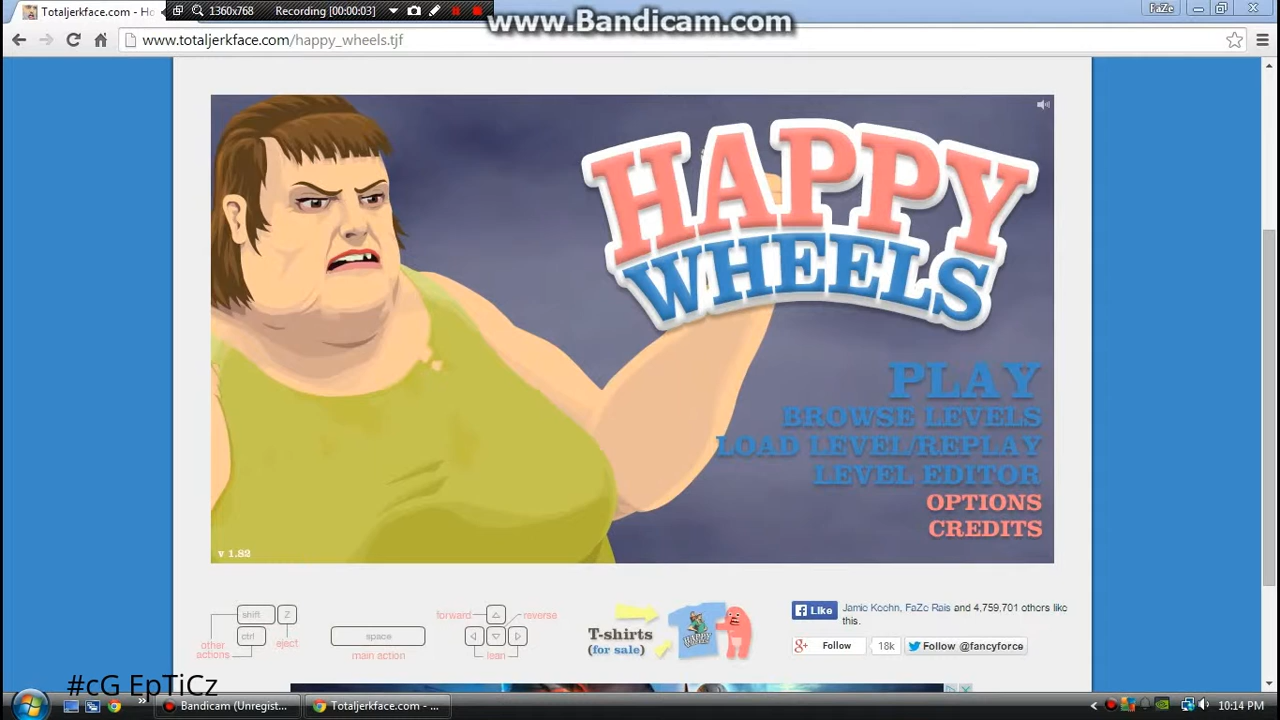 Totaljerkface.com - Ho
1360x768
Recording [00:00:03]
www.Bandicam.com
FaZe
www.totaljerkface.com/happy_wheels.tjf
HAPPY
WHEELS
PLAY
BROWSE LEVELS
LOAD LEVEL/REPLAY
LEVEL EDITOR
OPTIONS
CREDITS
v 1.82
shift
Z
ctrl
eject
other
actions
space
main action
forward
reverse
lean
T-shirts
(for sale)
Like
Jamie Koehn, FaZe Rais and 4,759,701 others like
this.
Follow
18k
Follow @fancyforce
#cG EpTiCz
Bandicam (Unregist...
Totaljerkface.com - ...
10:14 PM